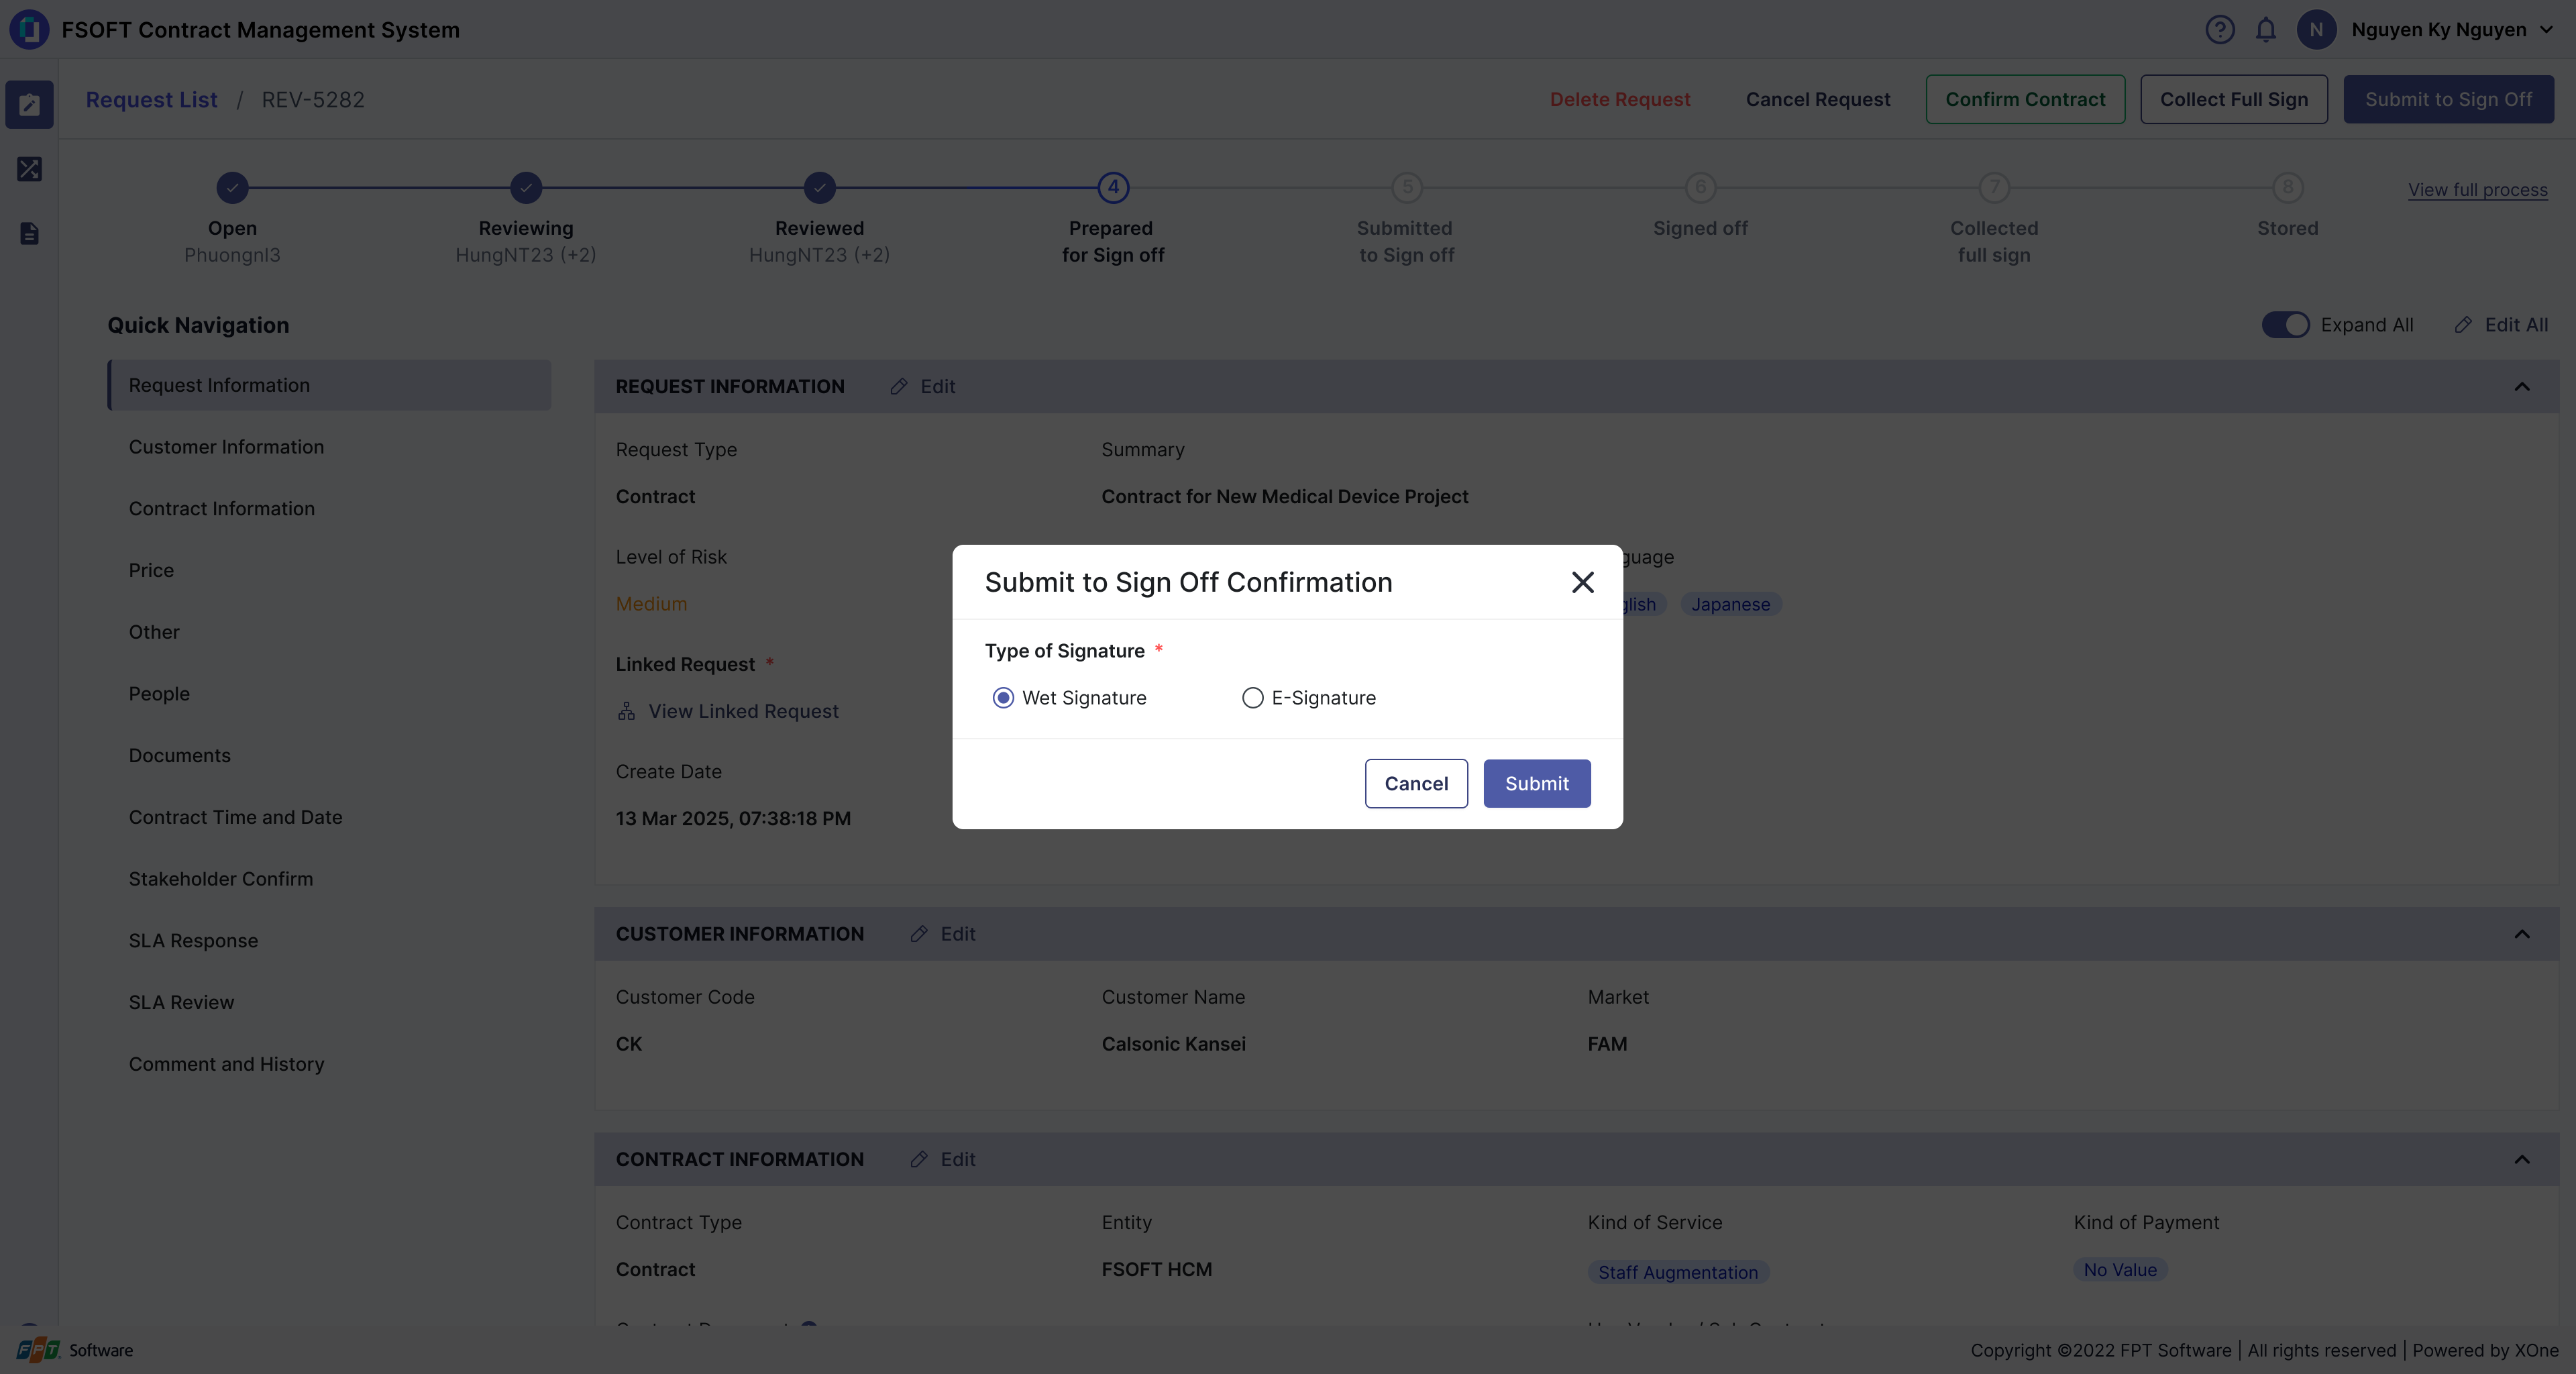 FSOFT Contract Management System
N
Nguyen Ky Nguyen
Request List / REV-5282
Delete Request
Cancel Request
Confirm Contract
Collect Full Sign
Submit to Sign Off
4
5
6
7
8
View full process
Open
Reviewing
Reviewed
Prepared
Submitted
Signed off
Collected
Stored
Phuongnl3
HungNT23 (+2)
HungNT23 (+2)
for Sign off
to Sign off
full sign
Quick Navigation
Expand All
Edit All
Request Information
Customer Information
Contract Information
Price
Other
People
Documents
Contract Time and Date
Stakeholder Confirm
SLA Response
SLA Review
Comment and History
REQUEST INFORMATION
Edit
Request Type
Summary
Contract
Contract for New Medical Device Project
Level of Risk
Medium
Japanese
Linked Request *
View Linked Request
Create Date
13 Mar 2025, 07:38:18 PM
Submit to Sign Off Confirmation
Type of Signature *
Wet Signature
E-Signature
Cancel
Submit
CUSTOMER INFORMATION
Edit
Customer Code
Customer Name
Market
CK
Calsonic Kansei
FAM
CONTRACT INFORMATION
Edit
Contract Type
Entity
Kind of Service
Kind of Payment
Contract
FSOFT HCM
Staff Augmentation
No Value
FPT Software
Copyright ©2022 FPT Software | All rights reserved | Powered by XOne